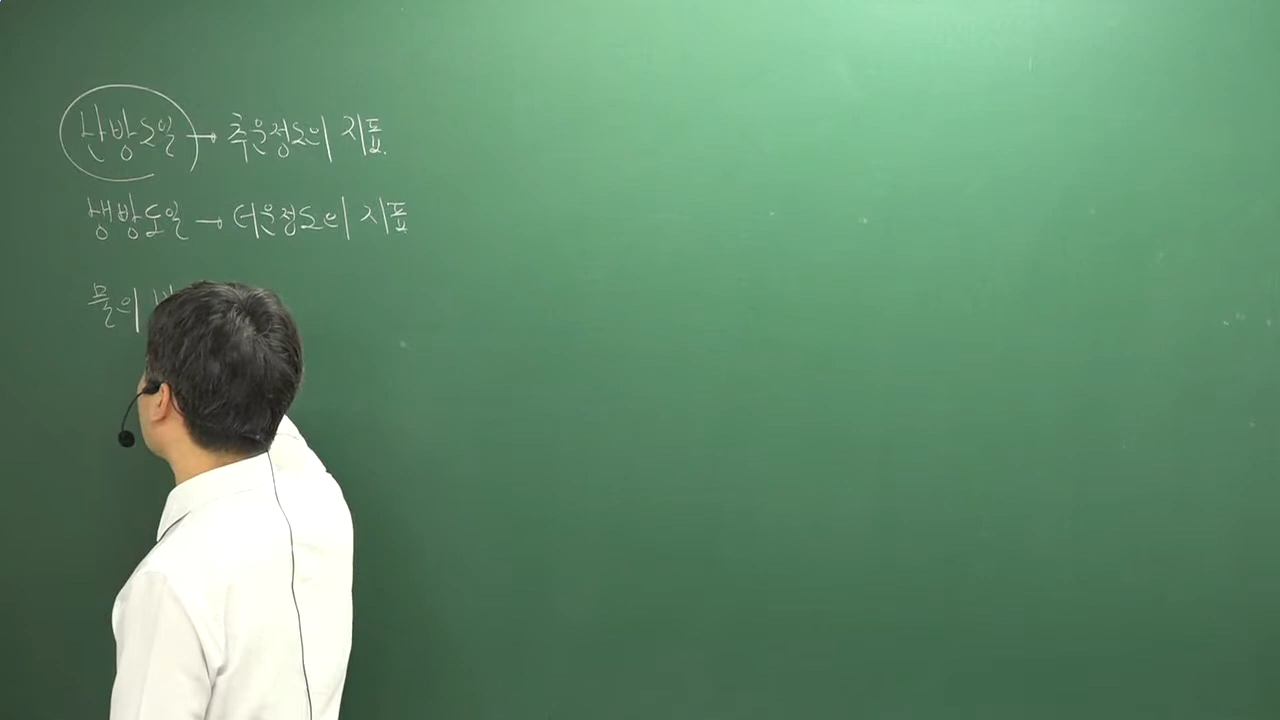 난방도일 → 추운정도의 지표
냉방도일 → 더운정도의 지표
물의